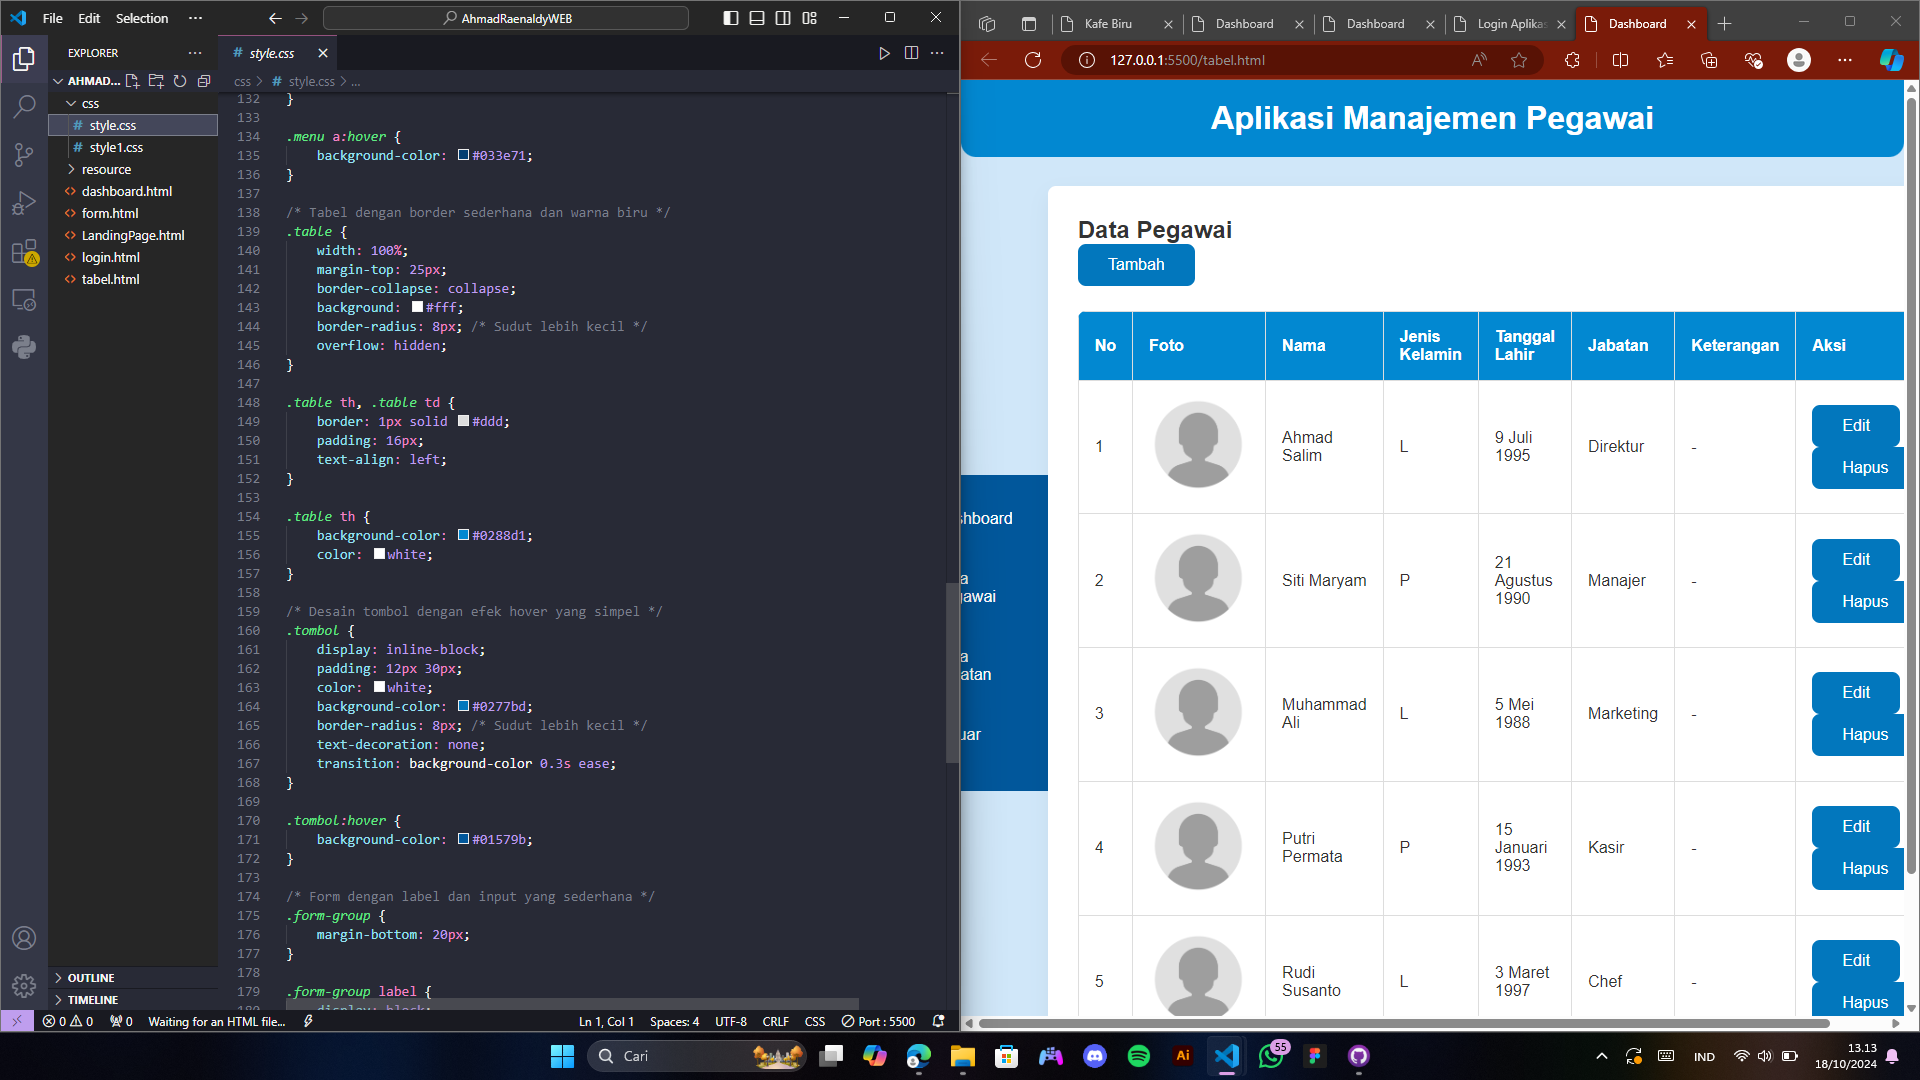 File Edit Selection ···
AhmadRaenaldyWEB
EXPLORER
AHMAD...
css
style.css
style1.css
resource
dashboard.html
form.html
LandingPage.html
login.html
tabel.html
OUTLINE
TIMELINE
style.css
css > style.css > ...
132 }
133
134 .menu a:hover {
135 background-color: #033e71;
136 }
137
138 /* Tabel dengan border sederhana dan warna biru */
139 .table {
140 width: 100%;
141 margin-top: 25px;
142 border-collapse: collapse;
143 background: #fff;
144 border-radius: 8px; /* Sudut lebih kecil */
145 overflow: hidden;
146 }
147
148 .table th, .table td {
149 border: 1px solid #ddd;
150 padding: 16px;
151 text-align: left;
152 }
153
154 .table th {
155 background-color: #0288d1;
156 color: white;
157 }
158
159 /* Desain tombol dengan efek hover yang simpel */
160 .tombol {
161 display: inline-block;
162 padding: 12px 30px;
163 color: white;
164 background-color: #0277bd;
165 border-radius: 8px; /* Sudut lebih kecil */
166 text-decoration: none;
167 transition: background-color 0.3s ease;
168 }
169
170 .tombol:hover {
171 background-color: #01579b;
172 }
173
174 /* Form dengan label dan input yang sederhana */
175 .form-group {
176 margin-bottom: 20px;
177 }
178
179 .form-group label {
0 0 0 Waiting for an HTML file... Ln 1, Col 1 Spaces: 4 UTF-8 CRLF CSS Port : 5500
Kafe Biru Dashboard Dashboard Login Aplikas Dashboard
127.0.0.1:5500/tabel.html
Aplikasi Manajemen Pegawai
shboard
a
gawai
a
atan
uar
Data Pegawai
Tambah
No Foto Nama Jenis Kelamin Tanggal Lahir Jabatan Keterangan Aksi
1 Ahmad Salim L 9 Juli 1995 Direktur - Edit Hapus
2 Siti Maryam P 21 Agustus 1990 Manajer - Edit Hapus
3 Muhammad Ali L 5 Mei 1988 Marketing - Edit Hapus
4 Putri Permata P 15 Januari 1993 Kasir - Edit Hapus
5 Rudi Susanto L 3 Maret 1997 Chef - Edit Hapus
Cari
Ai
55
IND
13.13
18/10/2024